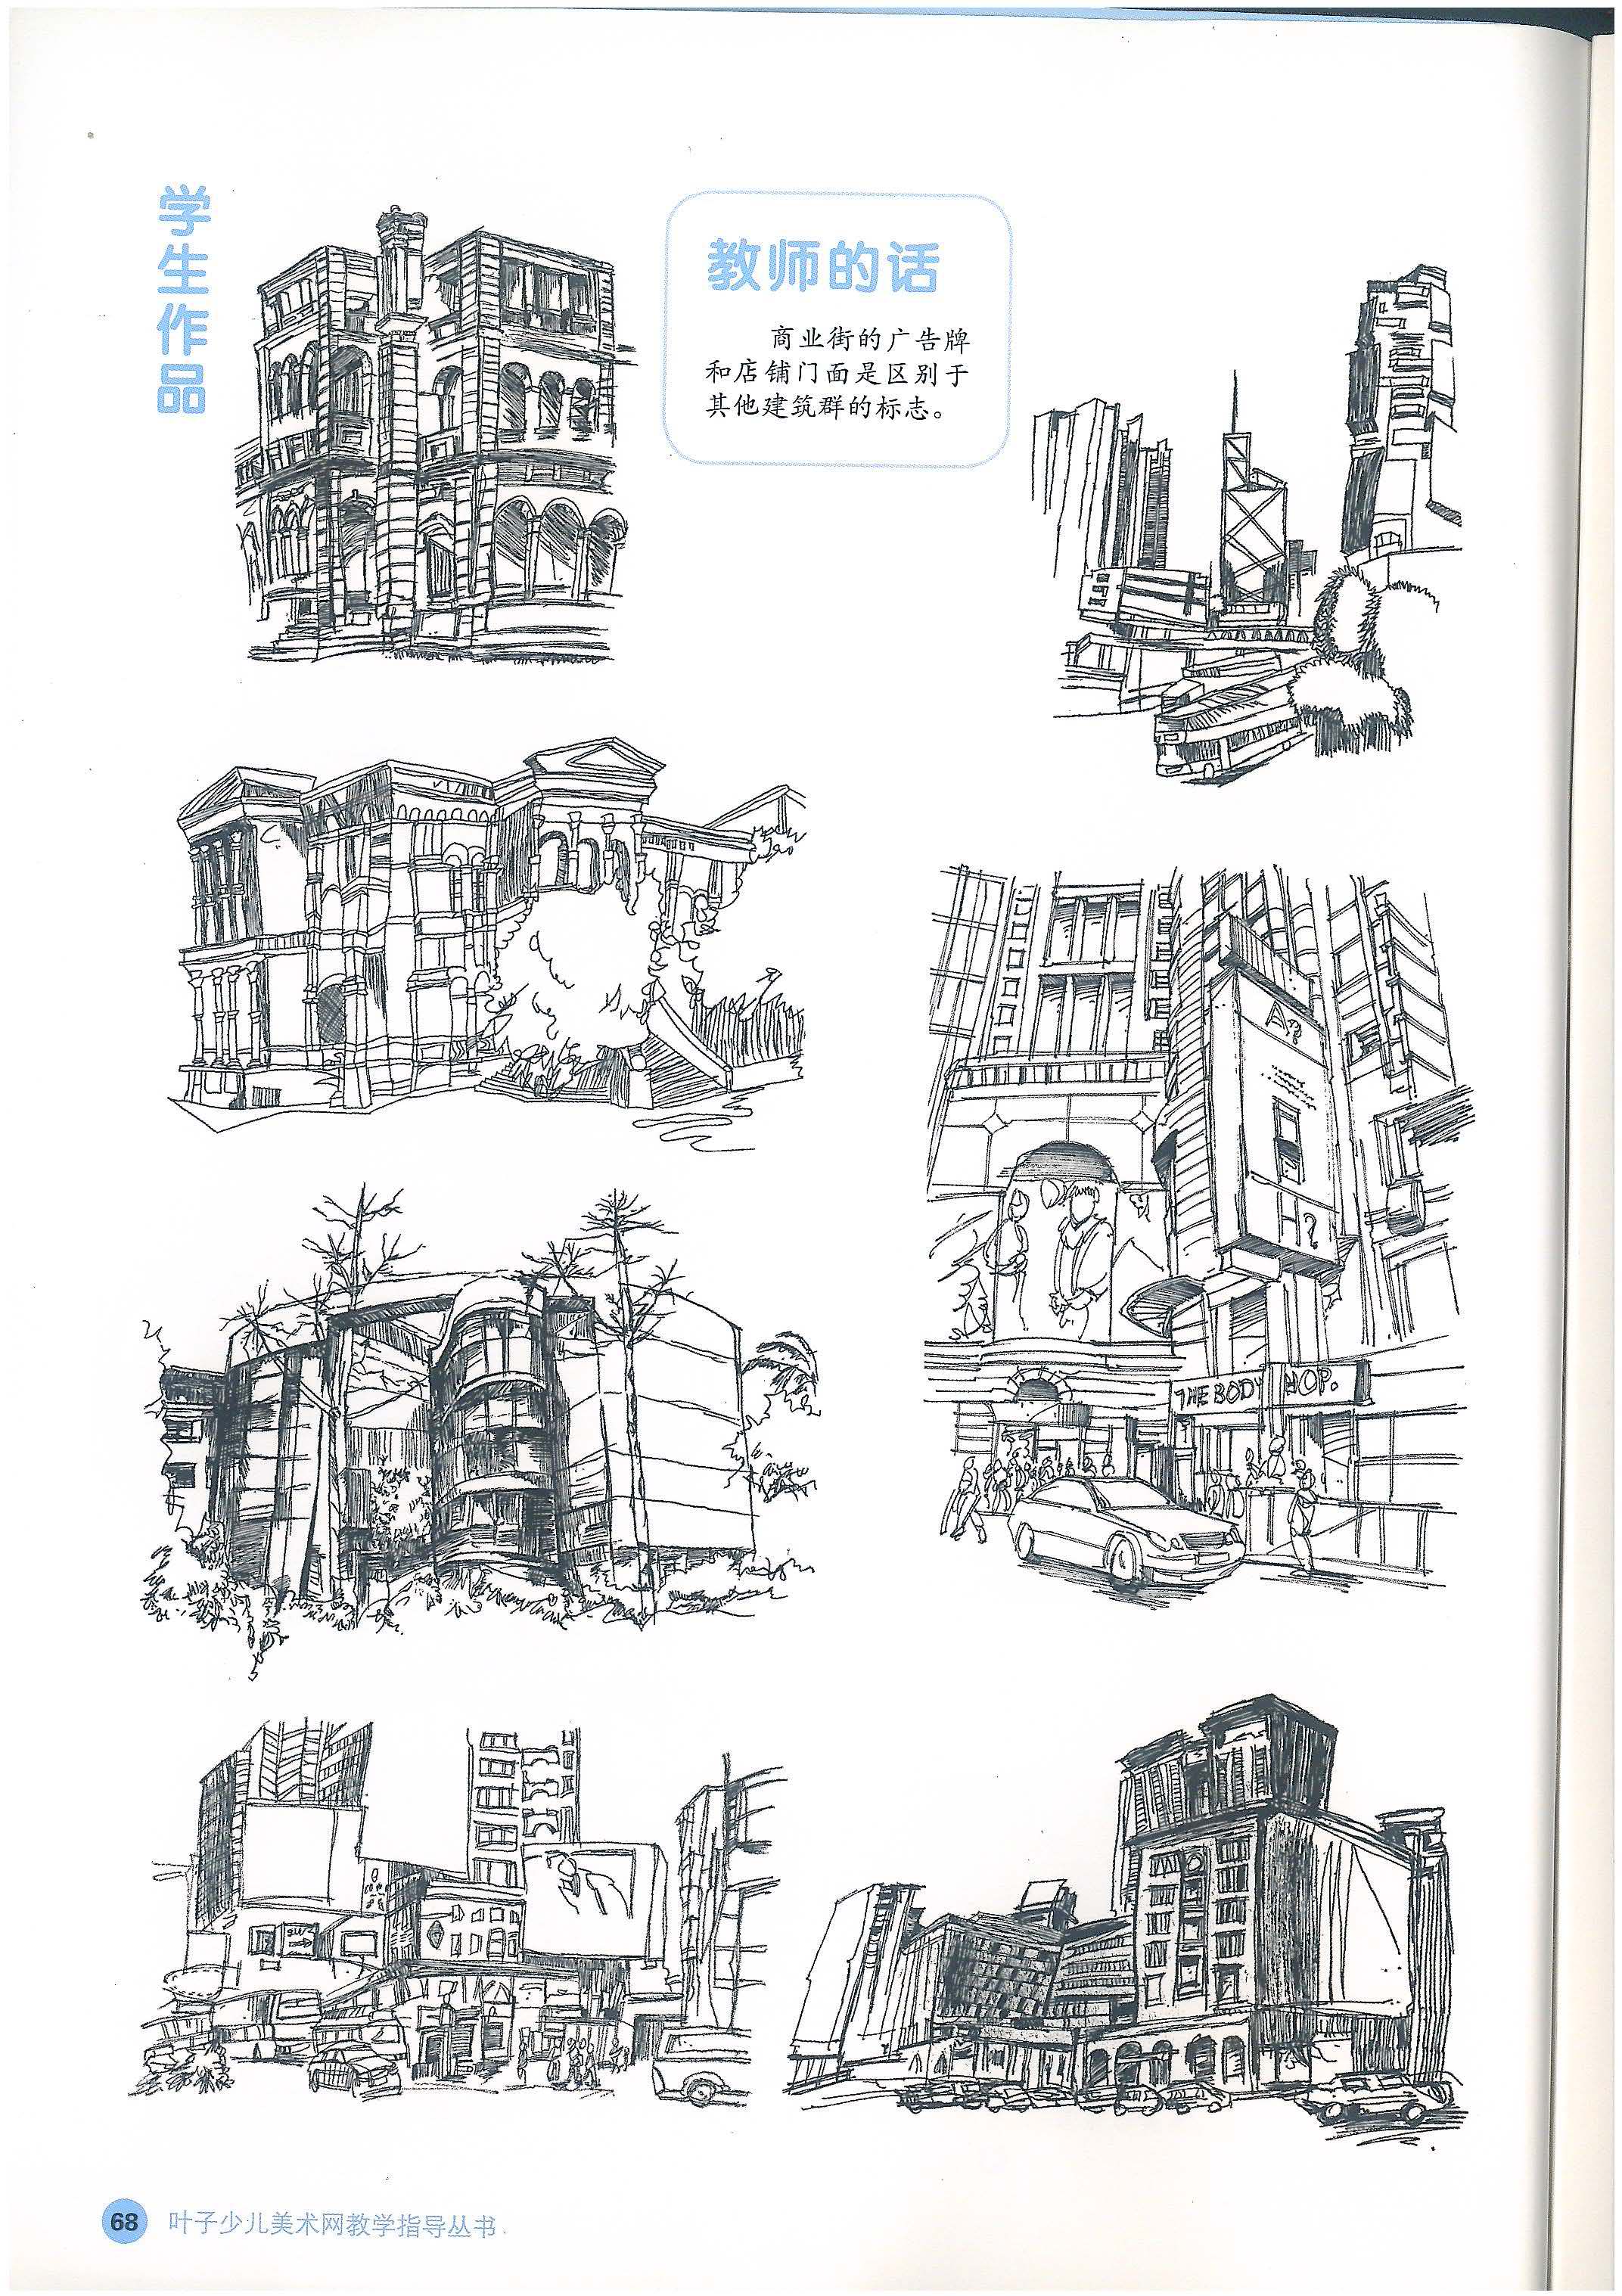 学生作品
教师的话
商业街的广告牌
和店铺门面是区别于
其他建筑群的标志。
THE BODY HOP.
68 叶子少儿美术网教学指导丛书